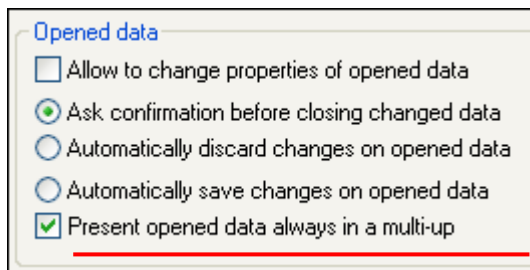 Opened data
Allow to change properties of opened data
Ask confirmation before closing changed data
Automatically discard changes on opened data
Automatically save changes on opened data
Present opened data always in a multi-up